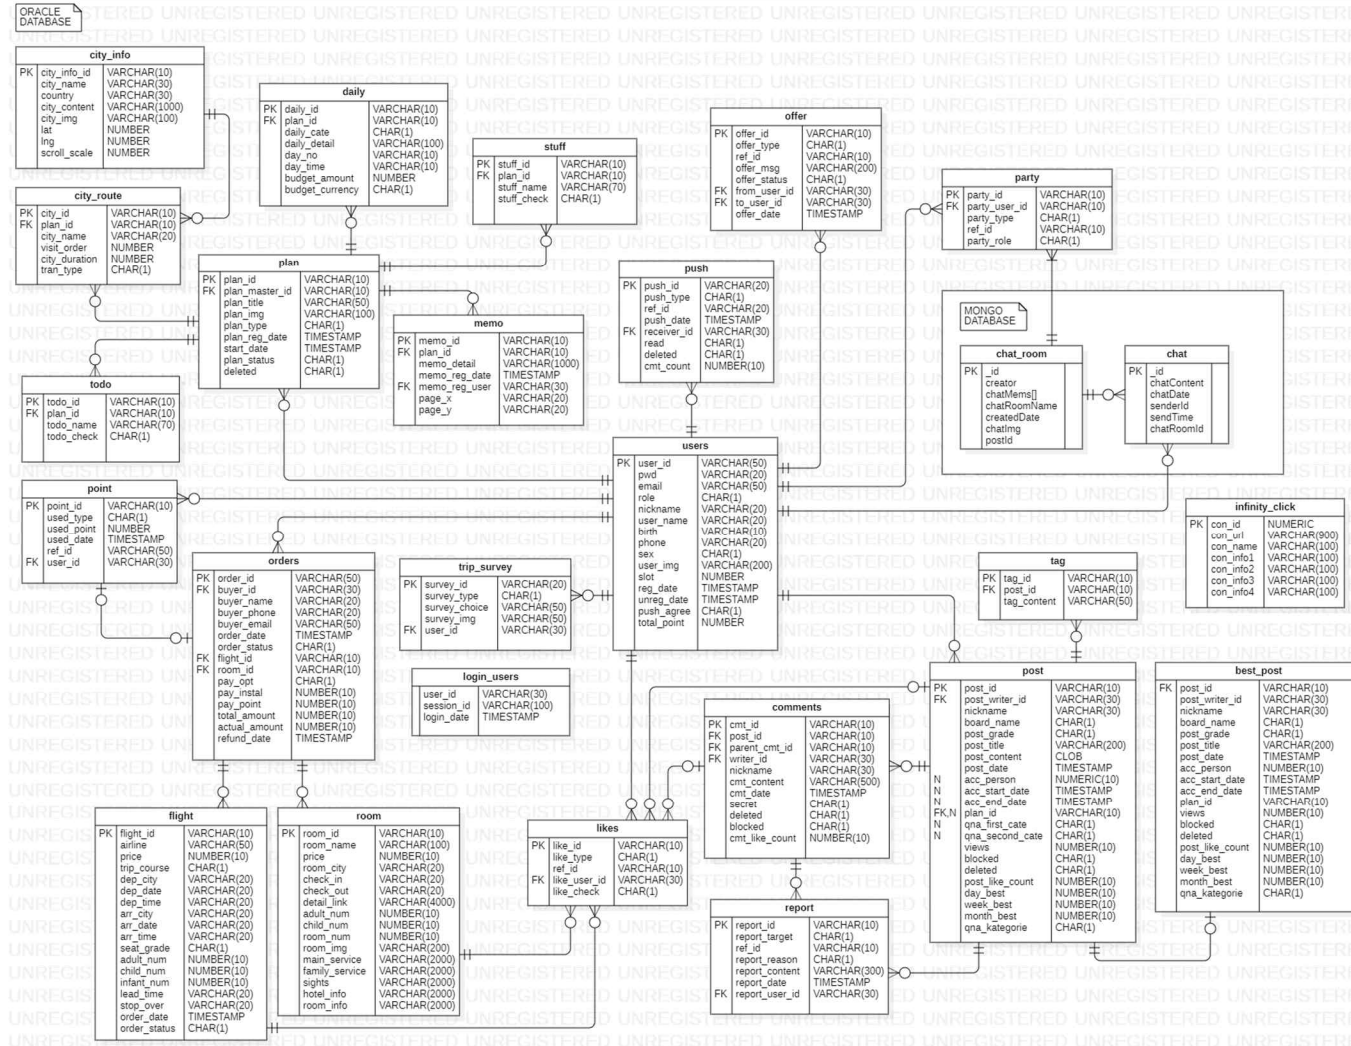 ORACLE
DATABASE
city_info
PK city_info_id VARCHAR(10)
city_name VARCHAR(30)
country VARCHAR(30)
city_content VARCHAR(1000)
city_img VARCHAR(100)
lat NUMBER
lng NUMBER
scroll_scale NUMBER
daily
PK daily_id VARCHAR(10)
FK plan_id VARCHAR(10)
daily_cate CHAR(1)
daily_detail VARCHAR(100)
day_no VARCHAR(10)
day_time VARCHAR(10)
budget_amount NUMBER
budget_currency CHAR(1)
stuff
PK stuff_id VARCHAR(10)
FK plan_id VARCHAR(10)
stuff_name VARCHAR(70)
stuff_check CHAR(1)
offer
PK offer_id VARCHAR(10)
offer_type CHAR(1)
ref_id VARCHAR(10)
offer_msg VARCHAR(200)
offer_status CHAR(1)
FK from_user_id VARCHAR(30)
FK to_user_id VARCHAR(30)
offer_date TIMESTAMP
party
PK party_id VARCHAR(10)
FK party_user_id VARCHAR(10)
party_type CHAR(1)
ref_id VARCHAR(10)
party_role CHAR(1)
city_route
PK city_id VARCHAR(10)
FK plan_id VARCHAR(10)
city_name VARCHAR(20)
visit_order NUMBER
city_duration NUMBER
tran_type CHAR(1)
plan
PK plan_id VARCHAR(10)
FK plan_master_id VARCHAR(10)
plan_title VARCHAR(50)
plan_img VARCHAR(100)
plan_type CHAR(1)
plan_reg_date TIMESTAMP
start_date TIMESTAMP
plan_status CHAR(1)
deleted CHAR(1)
memo
PK memo_id VARCHAR(10)
FK plan_id VARCHAR(10)
memo_detail VARCHAR(1000)
memo_reg_date TIMESTAMP
FK memo_reg_user VARCHAR(30)
page_x VARCHAR(20)
page_y VARCHAR(20)
push
PK push_id VARCHAR(20)
push_type CHAR(1)
ref_id VARCHAR(20)
push_date TIMESTAMP
FK receiver_id VARCHAR(30)
read CHAR(1)
deleted CHAR(1)
cmt_count NUMBER(10)
MONGO
DATABASE
chat_room
PK _id
creator
chatMems[]
chatRoomName
createdDate
chatImg
postId
chat
PK _id
chatContent
chatDate
senderId
sendTime
chatRoomId
todo
PK todo_id VARCHAR(10)
FK plan_id VARCHAR(10)
todo_name VARCHAR(70)
todo_check CHAR(1)
users
PK user_id VARCHAR(50)
pwd VARCHAR(20)
email VARCHAR(50)
role CHAR(1)
nickname VARCHAR(20)
user_name VARCHAR(20)
birth VARCHAR(10)
phone VARCHAR(20)
sex CHAR(1)
user_img VARCHAR(200)
slot NUMBER
reg_date TIMESTAMP
unreg_date TIMESTAMP
push_agree CHAR(1)
total_point NUMBER
point
PK point_id VARCHAR(10)
used_type CHAR(1)
used_point NUMBER
used_date TIMESTAMP
ref_id VARCHAR(50)
FK user_id VARCHAR(30)
infinity_click
PK con_id NUMERIC
con_url VARCHAR(900)
con_name VARCHAR(100)
con_info1 VARCHAR(100)
con_info2 VARCHAR(100)
con_info3 VARCHAR(100)
con_info4 VARCHAR(100)
orders
PK order_id VARCHAR(50)
FK buyer_id VARCHAR(30)
buyer_name VARCHAR(20)
buyer_phone VARCHAR(20)
buyer_email VARCHAR(50)
order_date TIMESTAMP
order_status CHAR(1)
FK flight_id VARCHAR(10)
FK room_id VARCHAR(10)
pay_opt CHAR(1)
pay_instal NUMBER(10)
pay_point NUMBER(10)
total_amount NUMBER(10)
actual_amount NUMBER(10)
refund_date TIMESTAMP
trip_survey
PK survey_id VARCHAR(20)
survey_type CHAR(1)
survey_choice VARCHAR(50)
survey_img VARCHAR(50)
FK user_id VARCHAR(30)
tag
PK tag_id VARCHAR(10)
FK post_id VARCHAR(10)
tag_content VARCHAR(50)
login_users
user_id VARCHAR(30)
session_id VARCHAR(100)
login_date TIMESTAMP
post
PK post_id VARCHAR(10)
FK post_writer_id VARCHAR(30)
nickname VARCHAR(30)
board_name CHAR(1)
post_grade CHAR(1)
post_title VARCHAR(200)
post_content CLOB
post_date TIMESTAMP
N acc_person NUMERIC(10)
N acc_start_date TIMESTAMP
N acc_end_date TIMESTAMP
FK,N plan_id VARCHAR(10)
N qna_first_cate CHAR(1)
N qna_second_cate CHAR(1)
views NUMBER(10)
blocked CHAR(1)
deleted CHAR(1)
post_like_count NUMBER(10)
day_best NUMBER(10)
week_best NUMBER(10)
month_best NUMBER(10)
qna_kategorie CHAR(1)
best_post
FK post_id VARCHAR(10)
post_writer_id VARCHAR(30)
nickname VARCHAR(30)
board_name CHAR(1)
post_grade CHAR(1)
post_title VARCHAR(200)
post_date TIMESTAMP
acc_person NUMBER(10)
acc_start_date TIMESTAMP
acc_end_date TIMESTAMP
plan_id VARCHAR(10)
views NUMBER(10)
blocked CHAR(1)
deleted CHAR(1)
post_like_count NUMBER(10)
day_best NUMBER(10)
week_best NUMBER(10)
month_best NUMBER(10)
qna_kategorie CHAR(1)
comments
PK cmt_id VARCHAR(10)
FK post_id VARCHAR(10)
FK parent_cmt_id VARCHAR(10)
FK writer_id VARCHAR(30)
nickname VARCHAR(30)
cmt_content VARCHAR(500)
cmt_date TIMESTAMP
secret CHAR(1)
deleted CHAR(1)
blocked CHAR(1)
cmt_like_count NUMBER(10)
flight
PK flight_id VARCHAR(10)
airline VARCHAR(50)
price NUMBER(10)
trip_course CHAR(1)
dep_city VARCHAR(20)
dep_date VARCHAR(20)
dep_time VARCHAR(20)
arr_city VARCHAR(20)
arr_date VARCHAR(20)
arr_time VARCHAR(20)
seat_grade CHAR(1)
adult_num NUMBER(10)
child_num NUMBER(10)
infant_num NUMBER(10)
lead_time VARCHAR(20)
stop_over VARCHAR(20)
order_date TIMESTAMP
order_status CHAR(1)
room
PK room_id VARCHAR(10)
room_name VARCHAR(100)
price NUMBER(10)
room_city VARCHAR(20)
check_in VARCHAR(20)
check_out VARCHAR(20)
detail_link VARCHAR(4000)
adult_num NUMBER(10)
child_num NUMBER(10)
room_num NUMBER(10)
room_img VARCHAR(200)
main_service VARCHAR(2000)
family_service VARCHAR(2000)
sights VARCHAR(2000)
hotel_info VARCHAR(2000)
room_info VARCHAR(2000)
likes
PK like_id VARCHAR(10)
like_type CHAR(1)
ref_id VARCHAR(10)
FK like_user_id VARCHAR(30)
like_check CHAR(1)
report
PK report_id VARCHAR(10)
report_target CHAR(1)
ref_id VARCHAR(10)
report_reason CHAR(1)
report_content VARCHAR(300)
report_date TIMESTAMP
FK report_user_id VARCHAR(30)